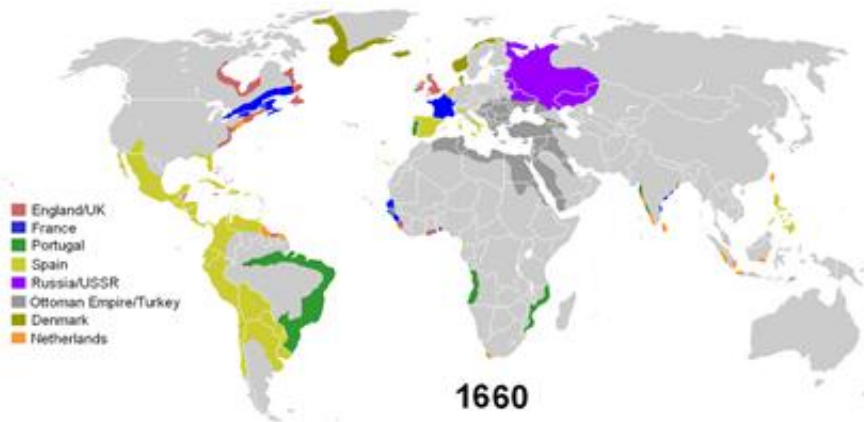 England/UK
France
Portugal
Spain
Russia/USSR
Ottoman Empire/Turkey
Denmark
Netherlands
1660